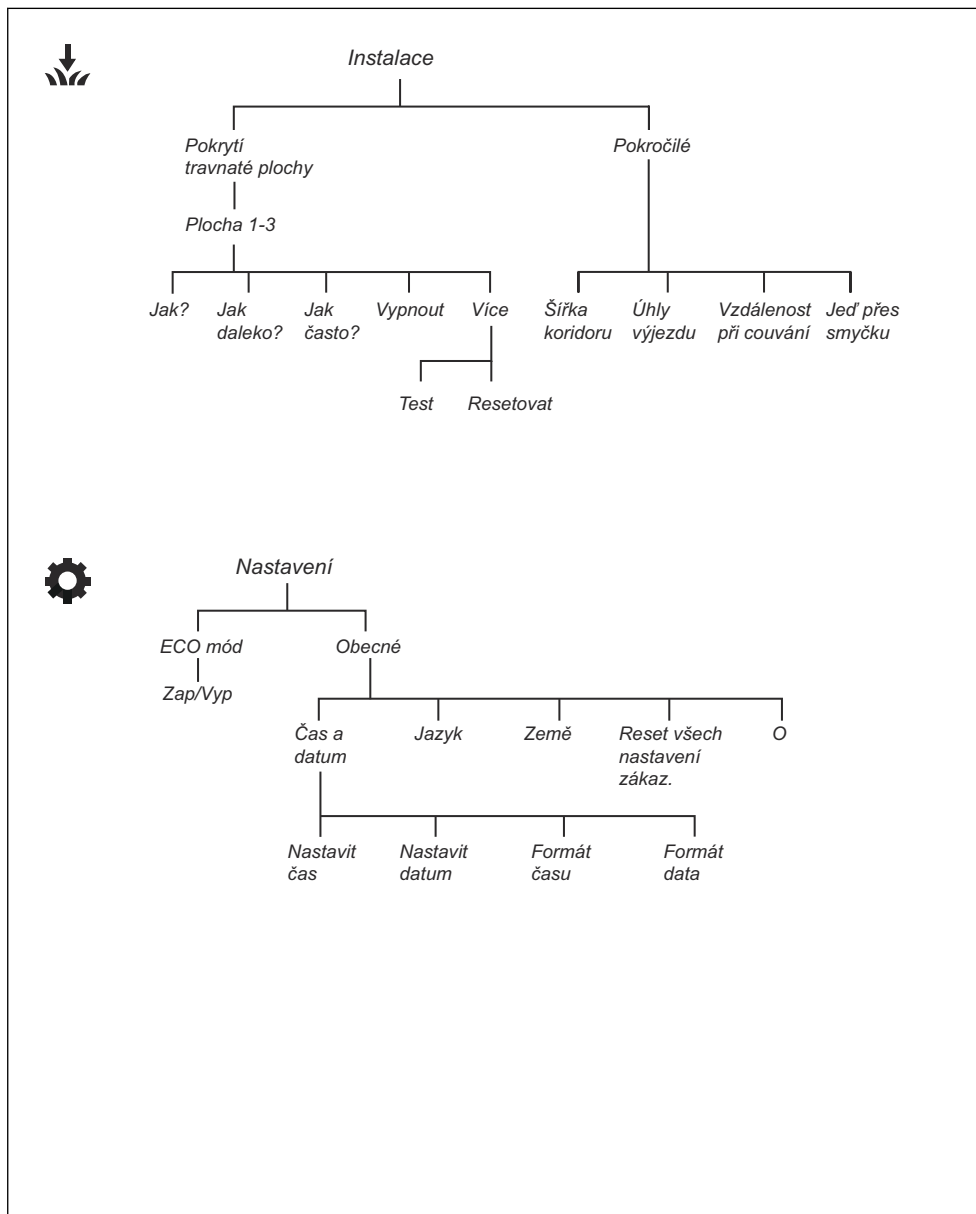 Instalace
Pokrytí
travnaté plochy
Pokročilé
Plocha 1-3
Jak?
Jak
daleko?
Jak
často?
Vypnout
Více
Šířka
koridoru
Úhly
výjezdu
Vzdálenost
při couvání
Jeď přes
smyčku
Test
Resetovat
Nastavení
ECO mód
Obecné
Zap/Vyp
Čas a
datum
Jazyk
Země
Reset všech
nastavení
zákaz.
O
Nastavit
čas
Nastavit
datum
Formát
času
Formát
data